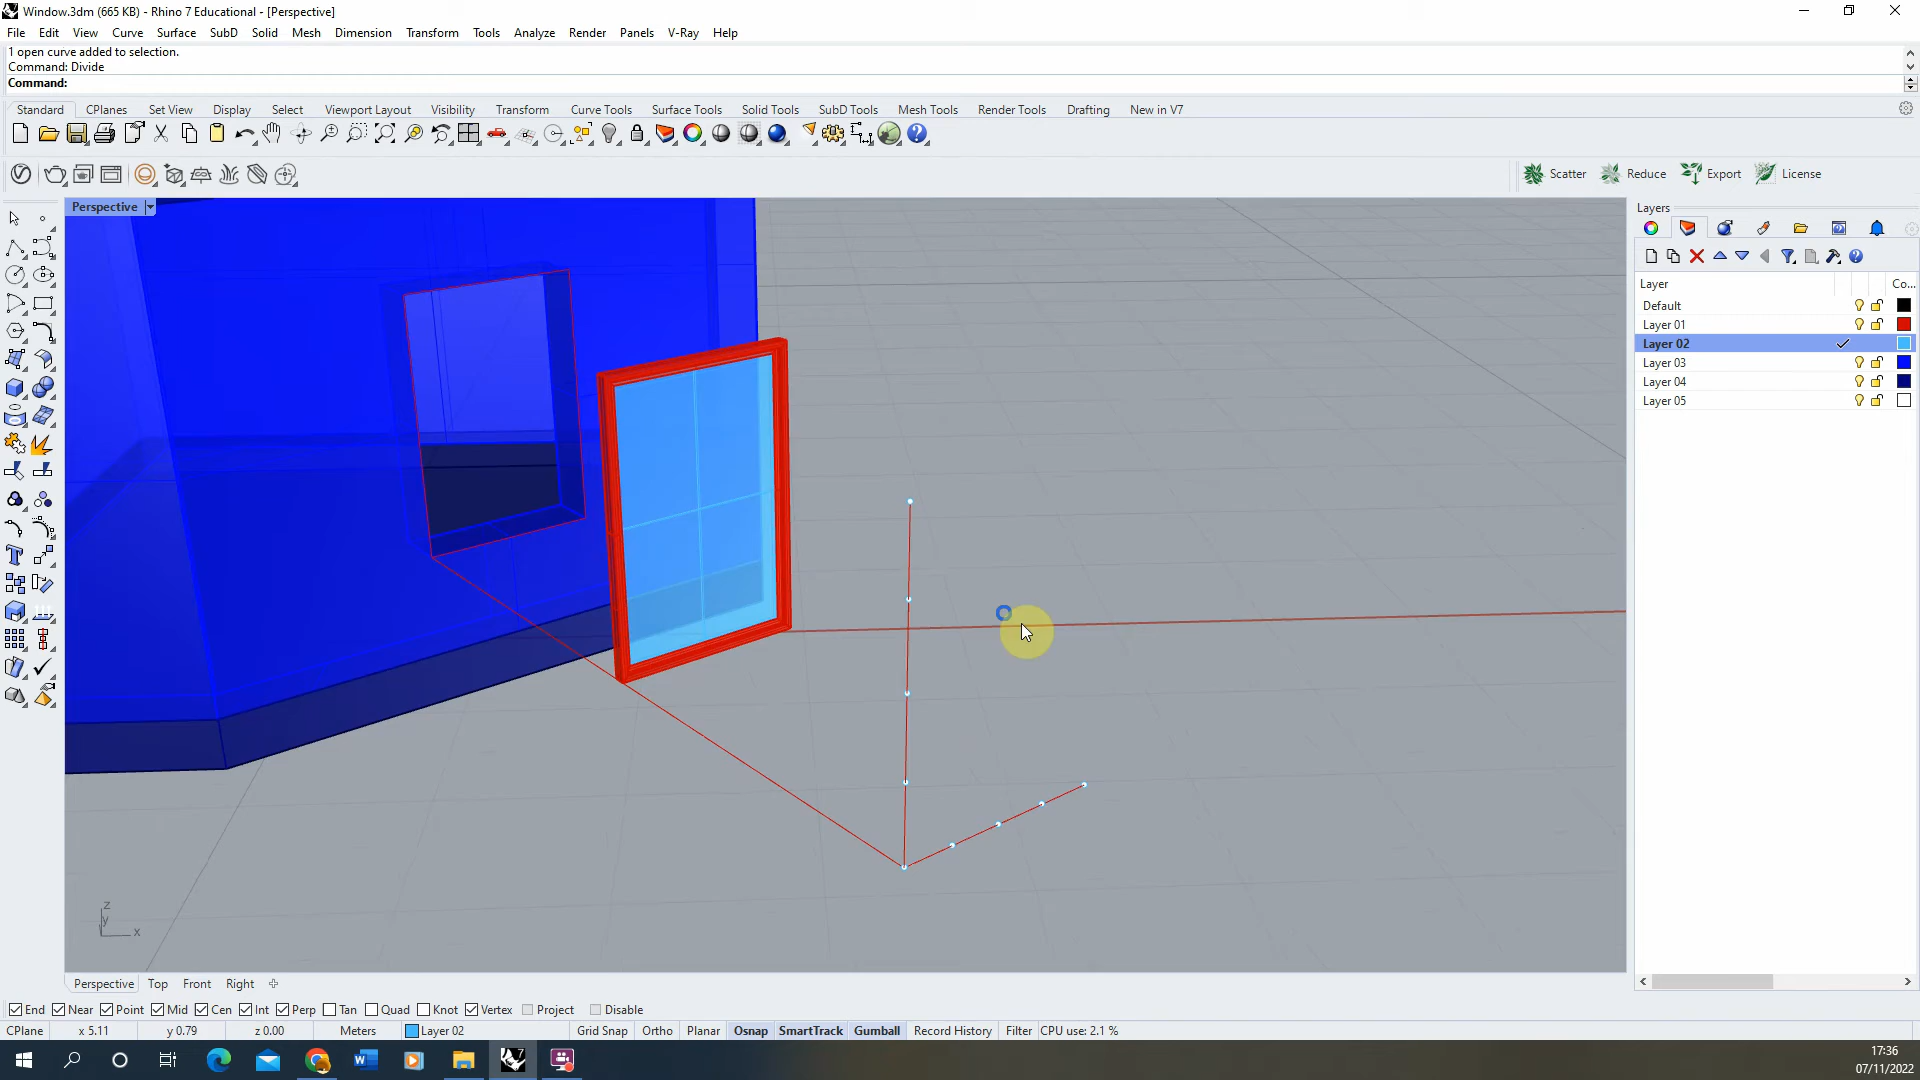 Window.3dm (665 KB) - Rhino 7 Educational - [Perspective]
File Edit View Curve Surface SubD Solid Mesh Dimension Transform Tools Analyze Render Panels V-Ray Help
1 open curve added to selection.
Command: Divide
Command:
Standard CPlanes Set View Display Select Viewport Layout Visibility Transform Curve Tools Surface Tools Solid Tools SubD Tools Mesh Tools Render Tools Drafting New in V7
Scatter Reduce Export License
Perspective
Layers
Layer Co...
Default
Layer 01
Layer 02
Layer 03
Layer 04
Layer 05
z
y
x
Perspective Top Front Right
End Near Point Mid Cen Int Perp Tan Quad Knot Vertex Project Disable
CPlane x 5.11 y 0.79 z 0.00 Meters Layer 02 Grid Snap Ortho Planar Osnap SmartTrack Gumball Record History Filter CPU use: 2.1 %
17:36
07/11/2022